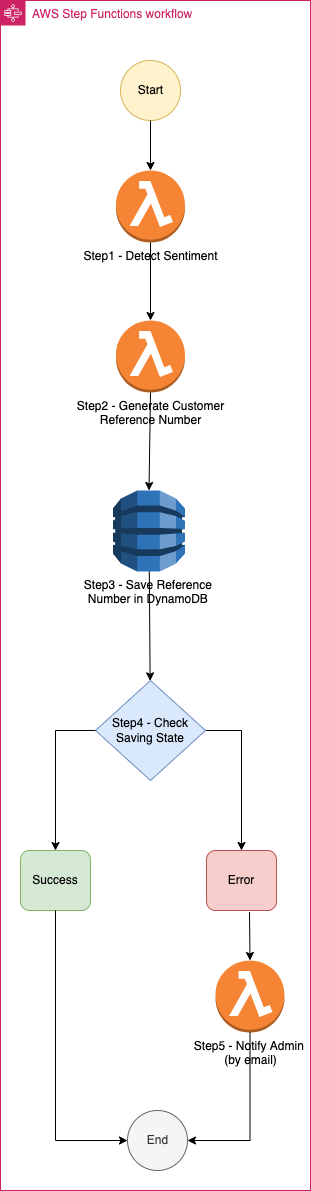 AWS Step Functions workflow
Start
Step1 - Detect Sentiment
Step2 - Generate Customer
Reference Number
Step3 - Save Reference
Number in DynamoDB
Step4 - Check
Saving State
Success
Error
Step5 - Notify Admin
(by email)
End